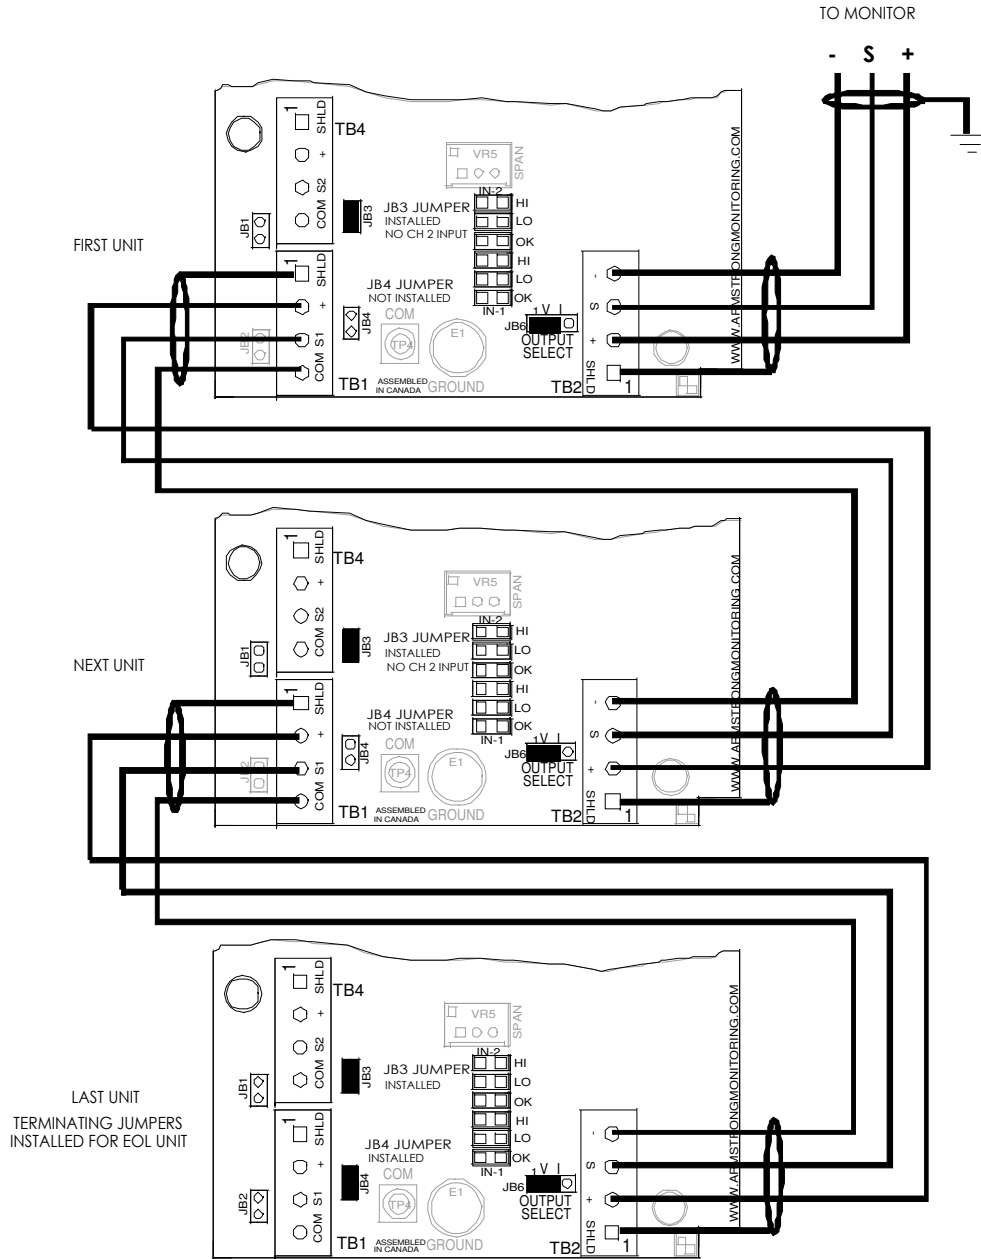 TO MONITOR
- S +
1
SHLD
+
S2
COM
TB4
VR5
SPAN
IN-2
HI
LO
OK
HI
LO
OK
IN-1
JB1
JB3
JB3 JUMPER
INSTALLED
NO CH 2 INPUT
WWW.ARMSTRONGMONITORING.COM
FIRST UNIT
1
SHLD
+
S1
COM
JB2
JB4
JB4 JUMPER
NOT INSTALLED
COM
TP4
E1
GROUND
1 V I
JB6
OUTPUT
SELECT
-
S
+
SHLD
TB1
ASSEMBLED
IN CANADA
TB2
1
1
SHLD
+
S2
COM
TB4
VR5
SPAN
IN-2
HI
LO
OK
HI
LO
OK
IN-1
JB1
JB3
JB3 JUMPER
INSTALLED
NO CH 2 INPUT
WWW.ARMSTRONGMONITORING.COM
NEXT UNIT
1
SHLD
+
S1
COM
JB2
JB4
JB4 JUMPER
NOT INSTALLED
COM
TP4
E1
GROUND
1 V I
JB6
OUTPUT
SELECT
-
S
+
SHLD
TB1
ASSEMBLED
IN CANADA
TB2
1
1
SHLD
+
S2
COM
TB4
VR5
SPAN
IN-2
HI
LO
OK
HI
LO
OK
IN-1
JB1
JB3
JB3 JUMPER
INSTALLED
WWW.ARMSTRONGMONITORING.COM
LAST UNIT
TERMINATING JUMPERS
INSTALLED FOR EOL UNIT
1
SHLD
+
S1
COM
JB2
JB4
JB4 JUMPER
INSTALLED
COM
TP4
E1
GROUND
1 V I
JB6
OUTPUT
SELECT
-
S
+
SHLD
TB1
ASSEMBLED
IN CANADA
TB2
1